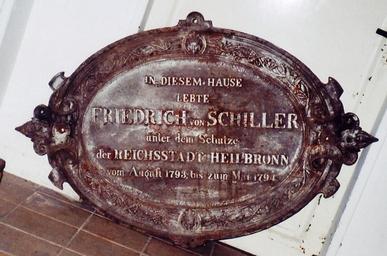 IN DIESEM HAUSE
LEBTE
FRIEDRICH VON SCHILLER
unter dem Schutze
der REICHSSTADT HEILBRONN
vom August 1793 bis zum Mai 1794